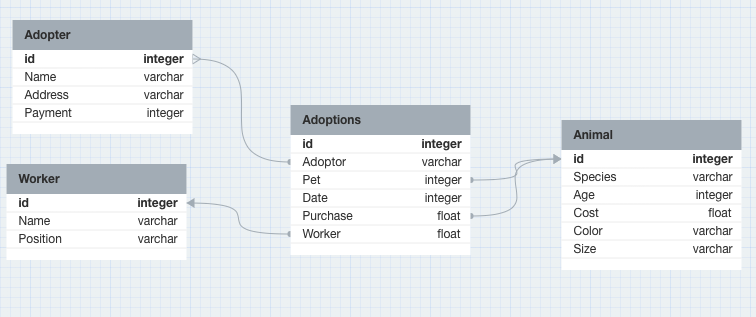 Adopter
id integer
Name varchar
Address varchar
Payment integer
Worker
id integer
Name varchar
Position varchar
Adoptions
id integer
Adoptor varchar
Pet integer
Date integer
Purchase float
Worker float
Animal
id integer
Species varchar
Age integer
Cost float
Color varchar
Size varchar